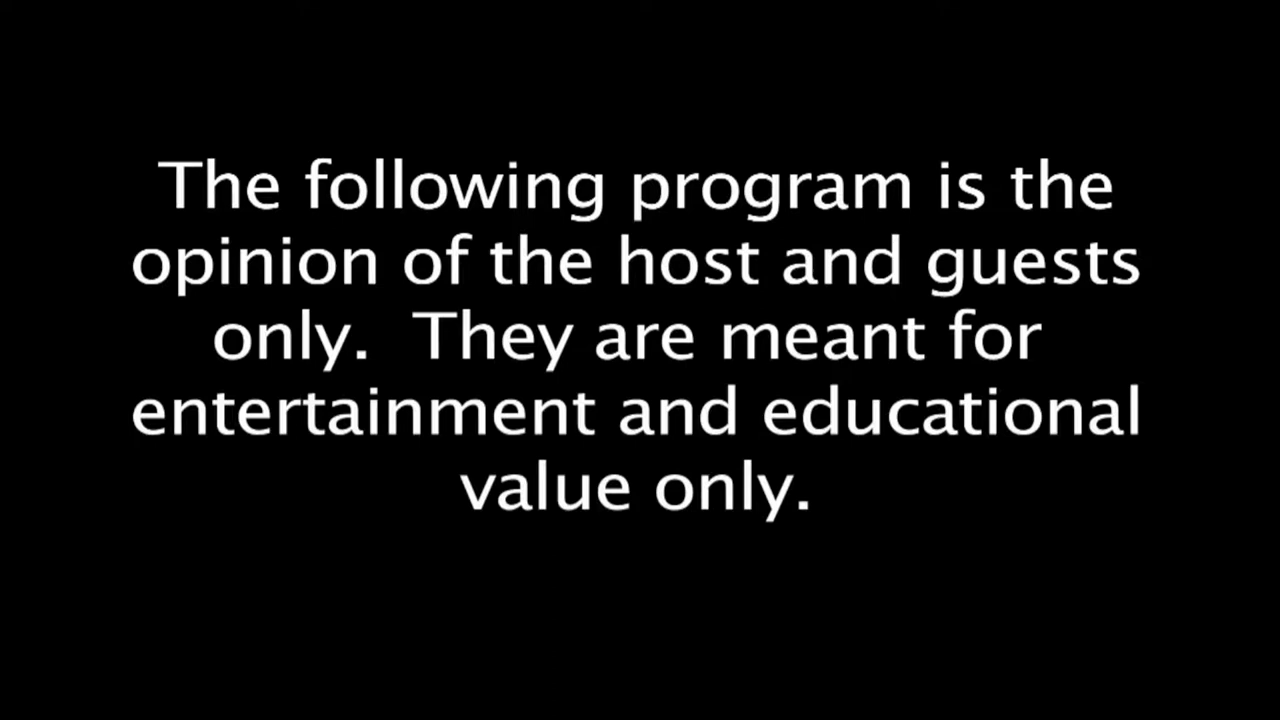 The following program is the
opinion of the host and guests
only.  They are meant for
entertainment and educational
value only.